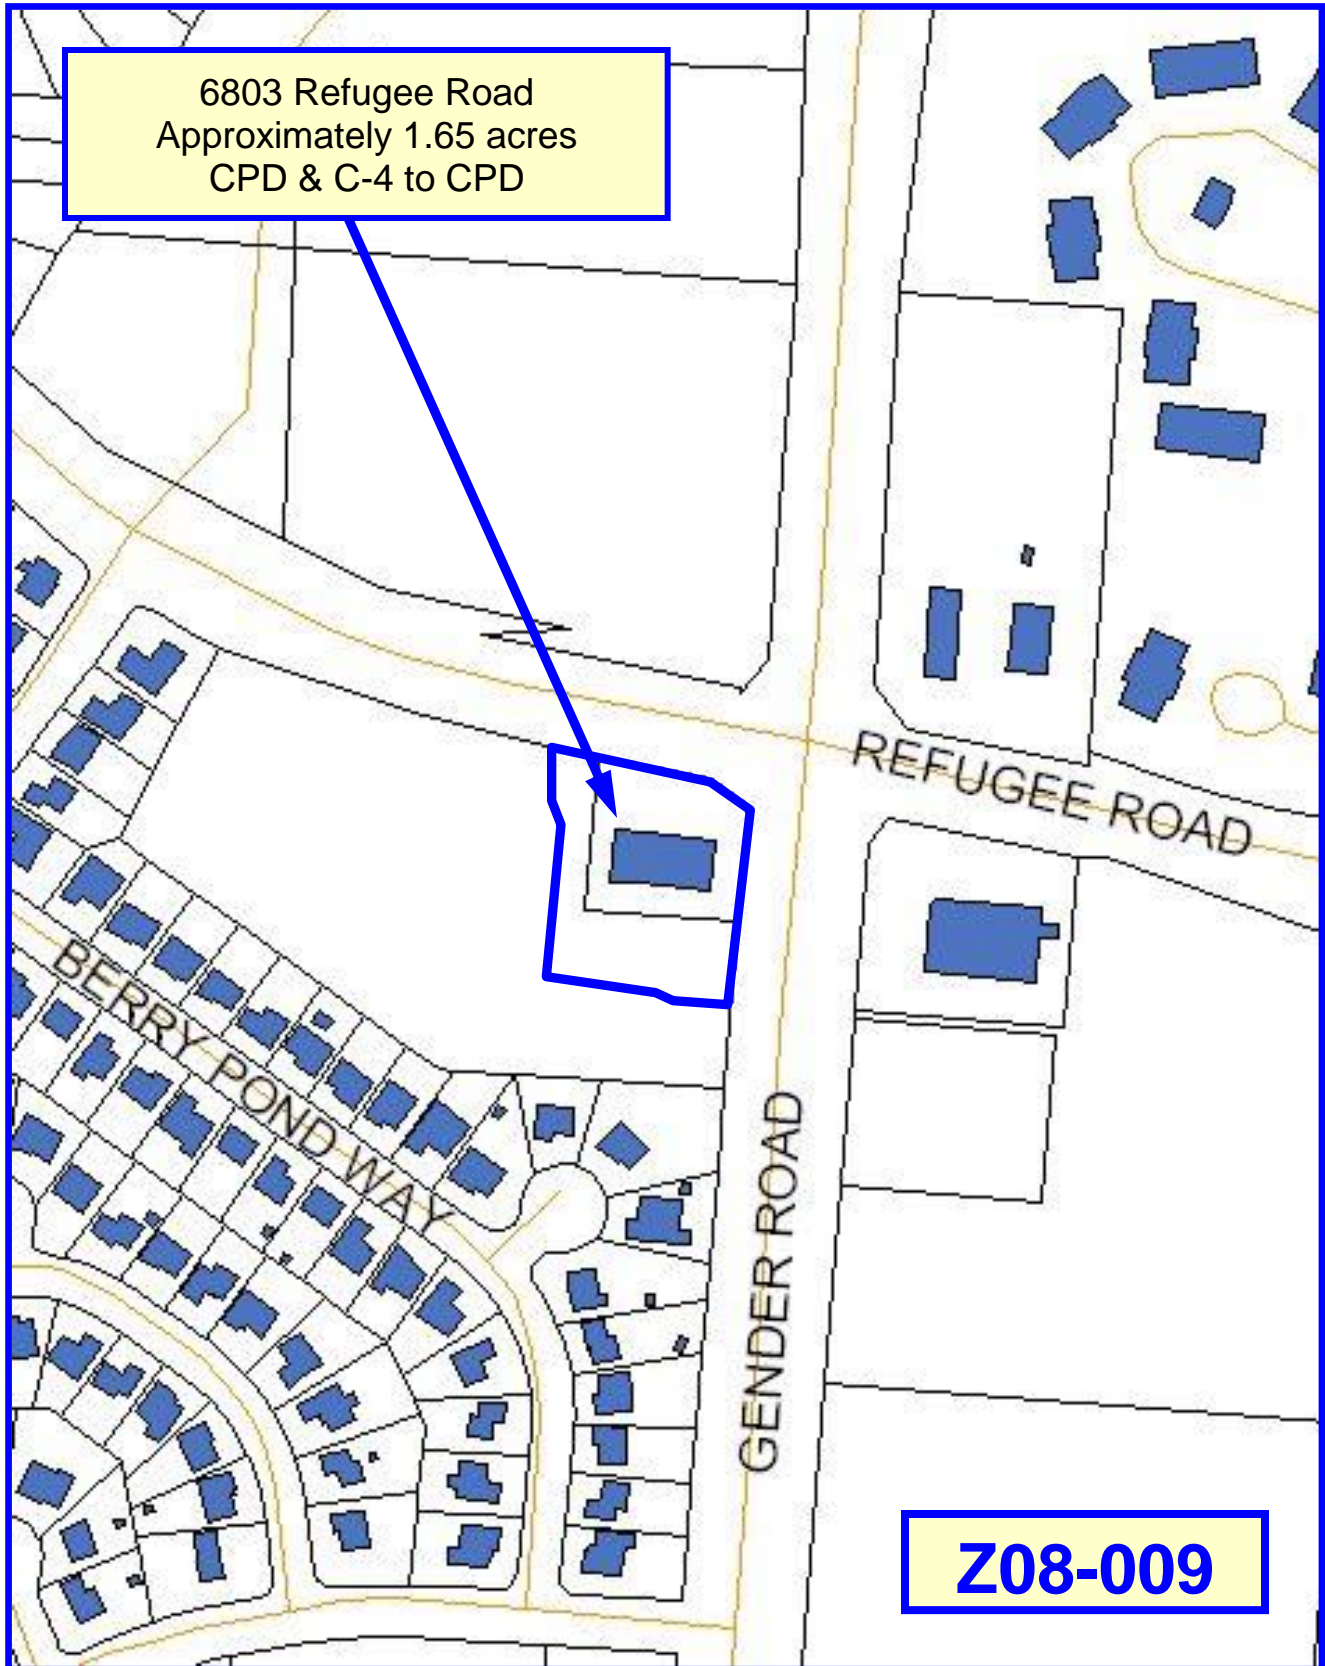 6803 Refugee Road
Approximately 1.65 acres
CPD & C-4 to CPD
REFUGEE ROAD
BERRY POND WAY
GENDER ROAD
Z08-009